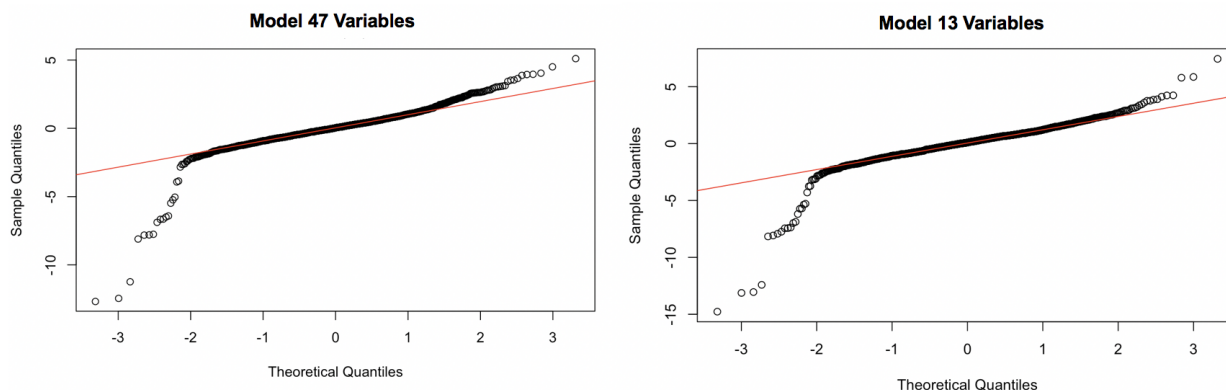 Model 47 Variables
5
0
-5
-10
Sample Quantiles
-3 -2 -1 0 1 2 3
Theoretical Quantiles
Model 13 Variables
5
0
-5
-10
-15
Sample Quantiles
-3 -2 -1 0 1 2 3
Theoretical Quantiles